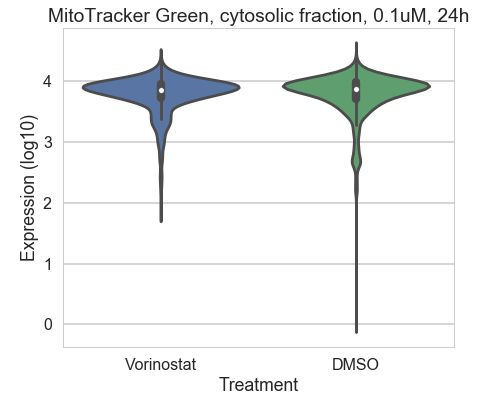 MitoTracker Green, cytosolic fraction, 0.1uM, 24h
Expression (log10)
4
3
2
1
0
Vorinostat DMSO
Treatment